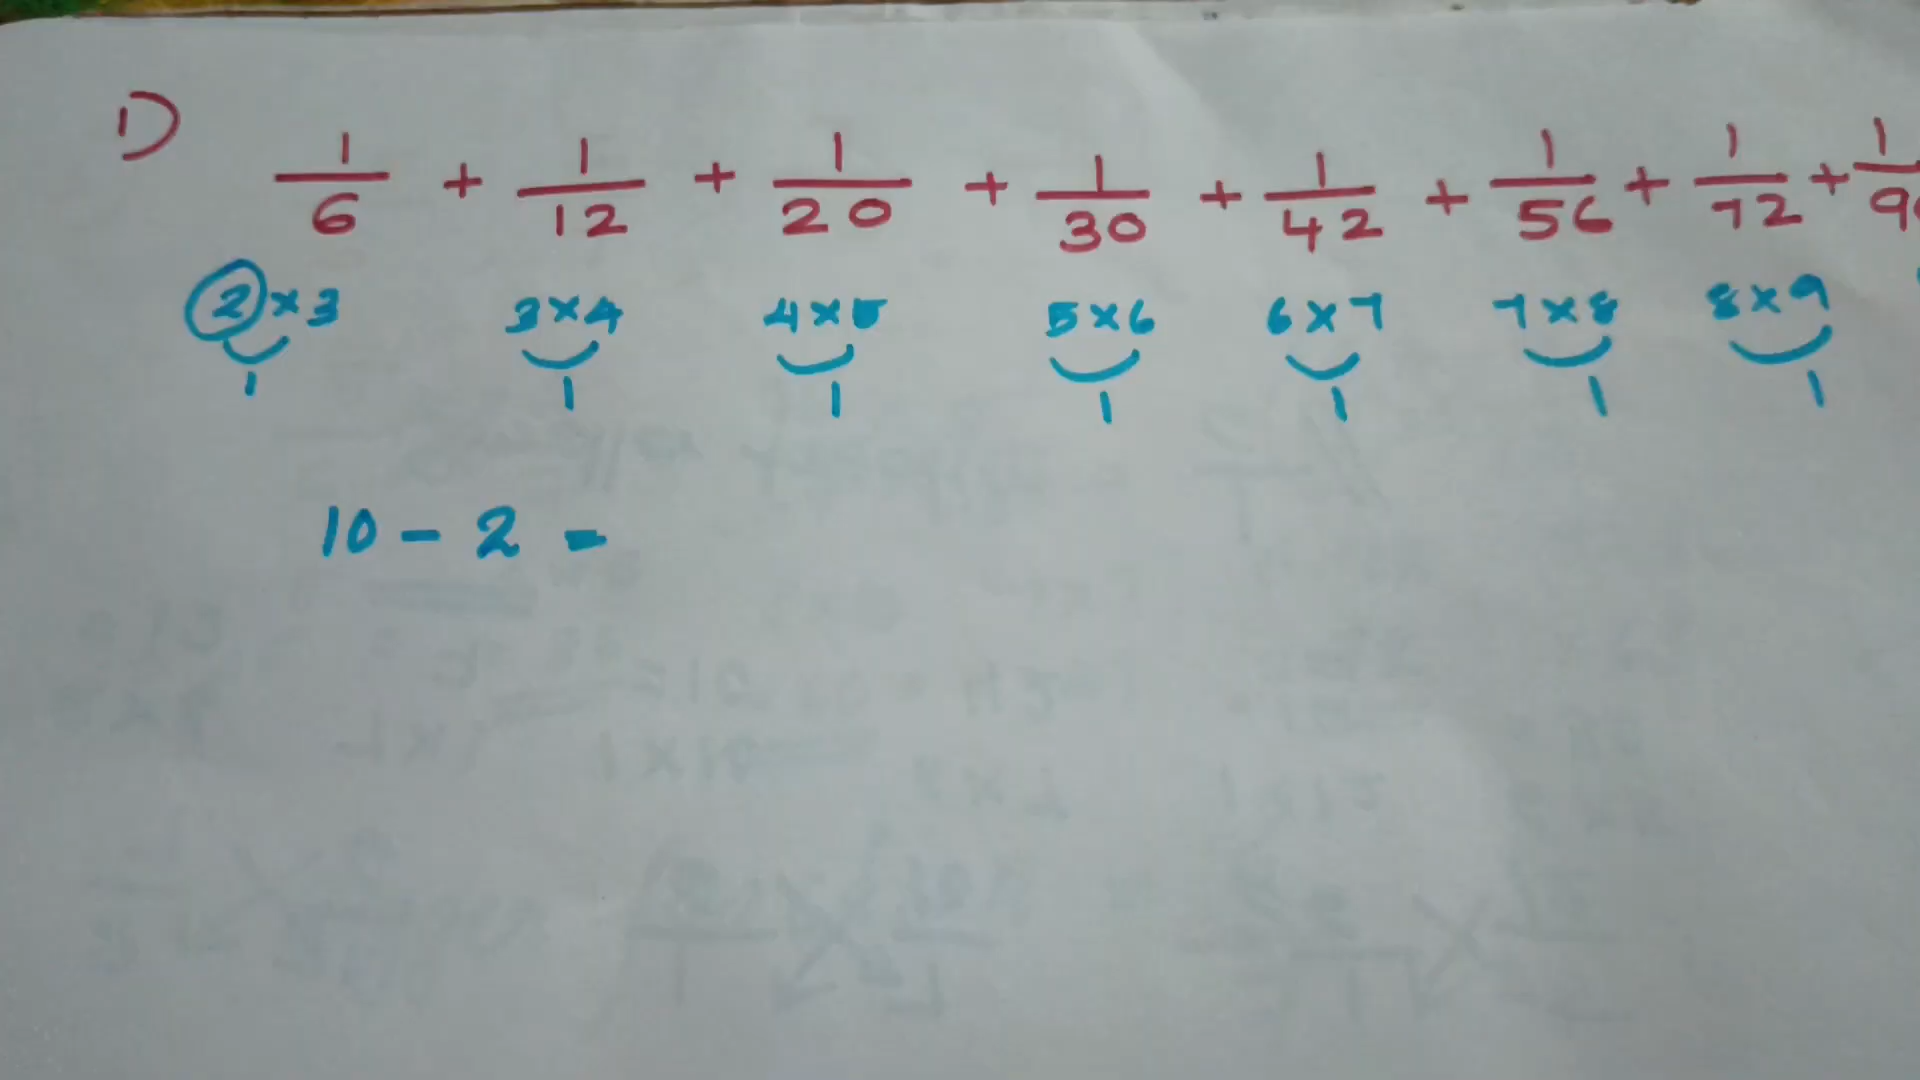 1)
1/6 + 1/12 + 1/20 + 1/30 + 1/42 + 1/56 + 1/72 + 1/9
2×3 3×4 4×5 5×6 6×7 7×8 8×9
1 1 1 1 1 1 1
10 - 2 =